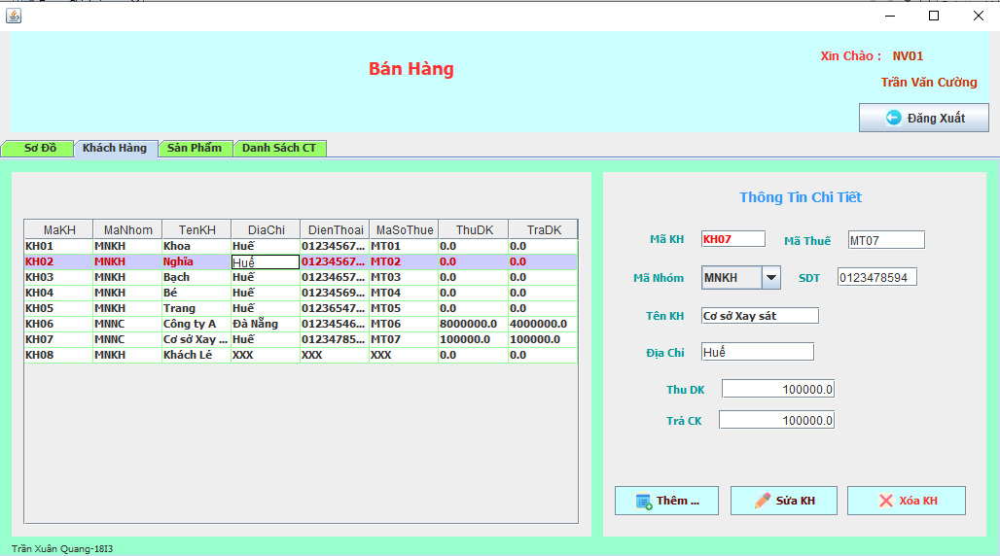 Bán Hàng
Xin Chào : NV01
Trần Văn Cường
Đăng Xuất
Sơ Đồ Khách Hàng Sản Phẩm Danh Sách CT
MaKH MaNhom TenKH DiaChi DienThoai MaSoThue ThuDK TraDK
KH01 MNKH Khoa Huế 01234567... MT01 0.0 0.0
KH02 MNKH Nghĩa Huế 01234567... MT02 0.0 0.0
KH03 MNKH Bạch Huế 01234657... MT03 0.0 0.0
KH04 MNKH Bé Huế 01234569... MT04 0.0 0.0
KH05 MNKH Trang Huế 01236547... MT05 0.0 0.0
KH06 MNNC Công ty A Đà Nẵng 01234546... MT06 8000000.0 4000000.0
KH07 MNNC Cơ sở Xay ... Huế 01234785... MT07 100000.0 100000.0
KH08 MNKH Khách Lẻ XXX XXX XXX 0.0 0.0
Thông Tin Chi Tiết
Mã KH KH07 Mã Thuế MT07
Mã Nhóm MNKH SDT 0123478594
Tên KH Cơ sở Xay sát
Địa Chỉ Huế
Thu DK 100000.0
Trả CK 100000.0
Thêm ... Sửa KH Xóa KH
Trần Xuân Quang-18I3